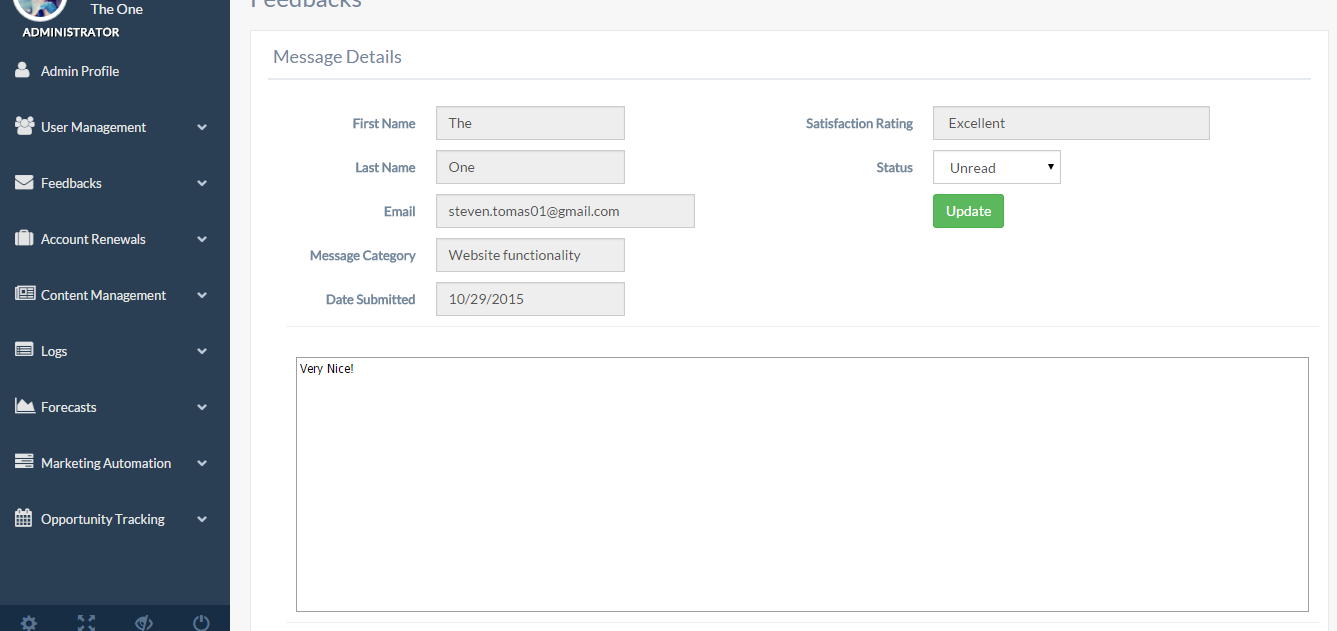 The One
ADMINISTRATOR
Admin Profile
User Management
Feedbacks
Account Renewals
Content Management
Logs
Forecasts
Marketing Automation
Opportunity Tracking
Feedbacks
Message Details
First Name The
Last Name One
Email steven.tomas01@gmail.com
Message Category Website functionality
Date Submitted 10/29/2015
Satisfaction Rating Excellent
Status Unread
Update
Very Nice!